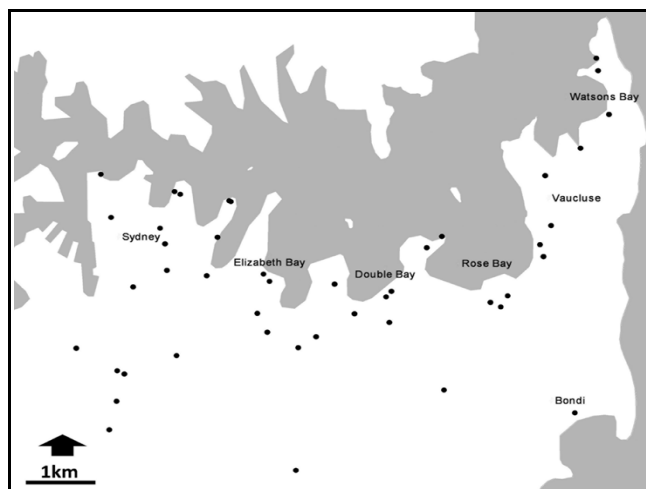 Watsons Bay
Vaucluse
Sydney
Elizabeth Bay
Double Bay
Rose Bay
Bondi
1km